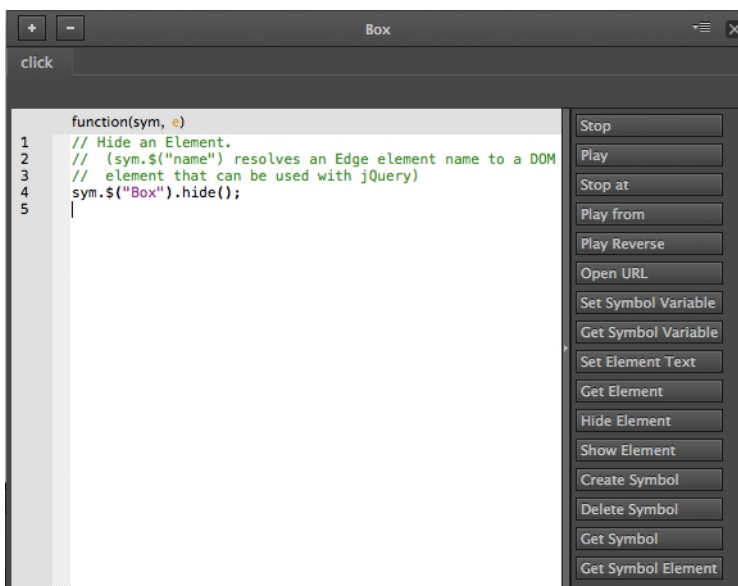 + - Box
click
function(sym, e)
1 // Hide an Element.
2 // (sym.$("name") resolves an Edge element name to a DOM
3 // element that can be used with jQuery)
4 sym.$("Box").hide();
5
Stop
Play
Stop at
Play from
Play Reverse
Open URL
Set Symbol Variable
Get Symbol Variable
Set Element Text
Get Element
Hide Element
Show Element
Create Symbol
Delete Symbol
Get Symbol
Get Symbol Element